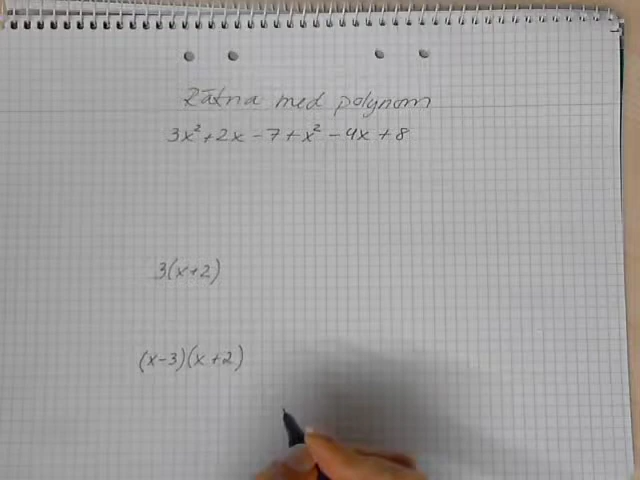 Räkna med polynom
3x² + 2x - 7 + x² - 4x + 8
3(x+2)
(x-3)(x+2)